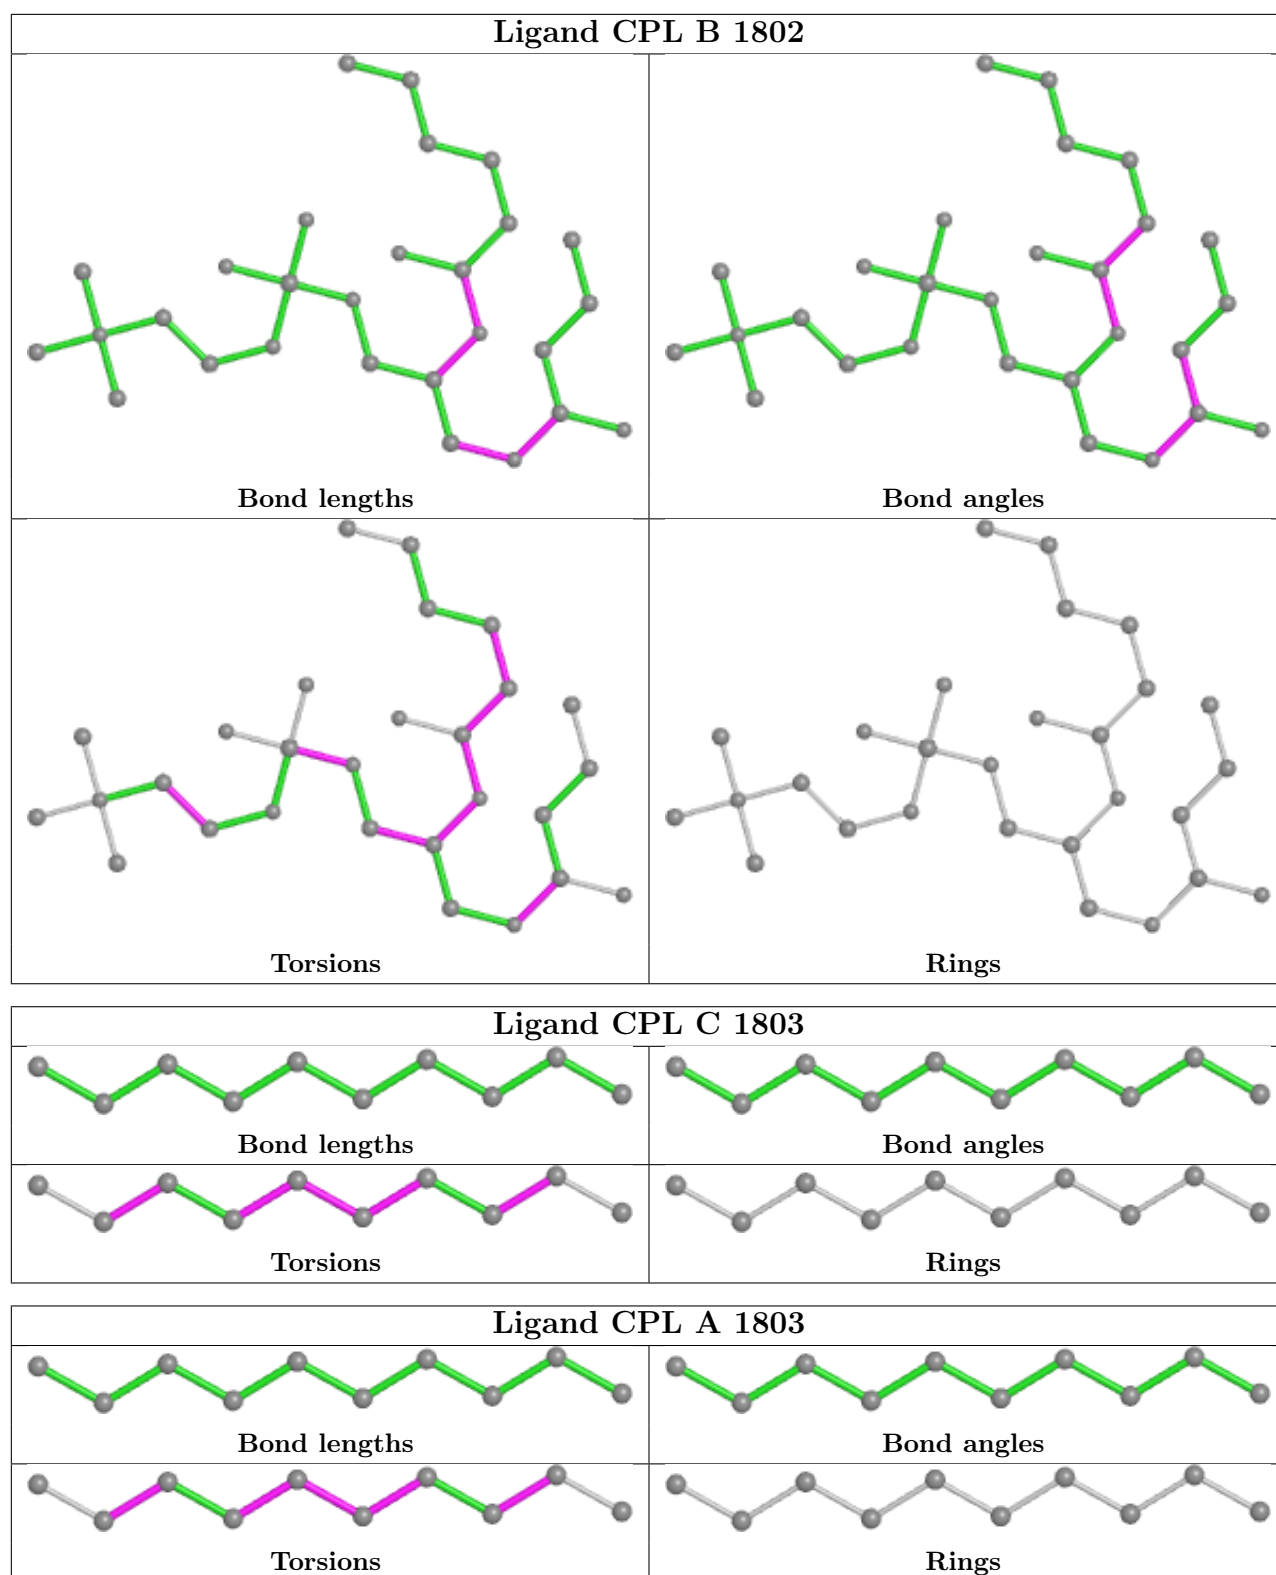 Ligand CPL B 1802
Bond lengths
Bond angles
Torsions
Rings
Ligand CPL C 1803
Bond lengths
Bond angles
Torsions
Rings
Ligand CPL A 1803
Bond lengths
Bond angles
Torsions
Rings